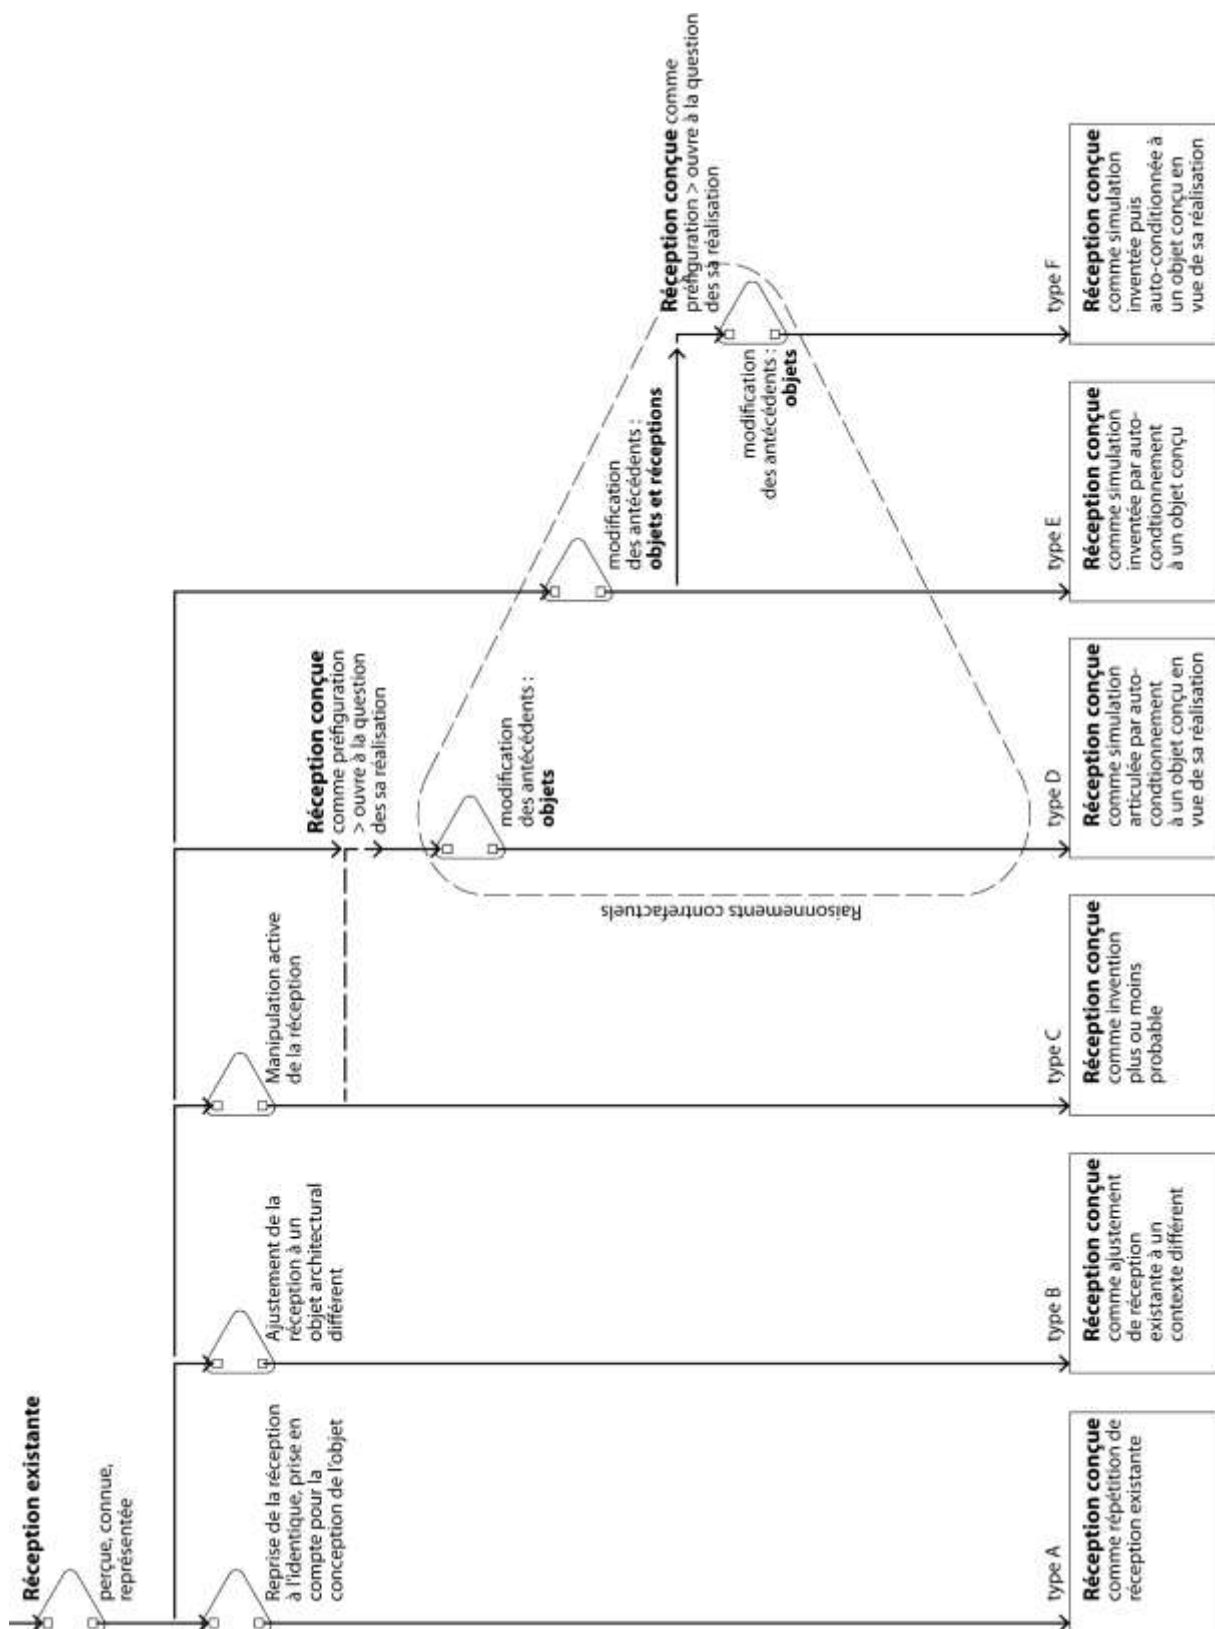 Réception existante
perçue, connue,
représentée
Reprise de la réception
à l'identique, prise en
compte pour la
conception de l'objet
Ajustement de la
réception à un
objet architectural
différent
Manipulation active
de la réception
Réception conçue
comme préfiguration
> ouvre à la question
des sa réalisation
modification
des antécédents :
objets
modification
des antécédents :
objets et réceptions
Réception conçue comme
préfiguration > ouvre à la question
des sa réalisation
modification
des antécédents :
objets
Raisonnements contrefactuels
type A
Réception conçue
comme répétition de
réception existante
type B
Réception conçue
comme ajustement
de réception
existante à un
contexte différent
type C
Réception conçue
comme invention
plus ou moins
probable
type D
Réception conçue
comme simulation
articulée par auto-
condtionnement
à un objet conçu en
vue de sa réalisation
type E
Réception conçue
comme simulation
inventée par auto-
condtionnement
à un objet conçu
type F
Réception conçue
comme simulation
inventée puis
auto-conditionnée à
un objet conçu en
vue de sa réalisation